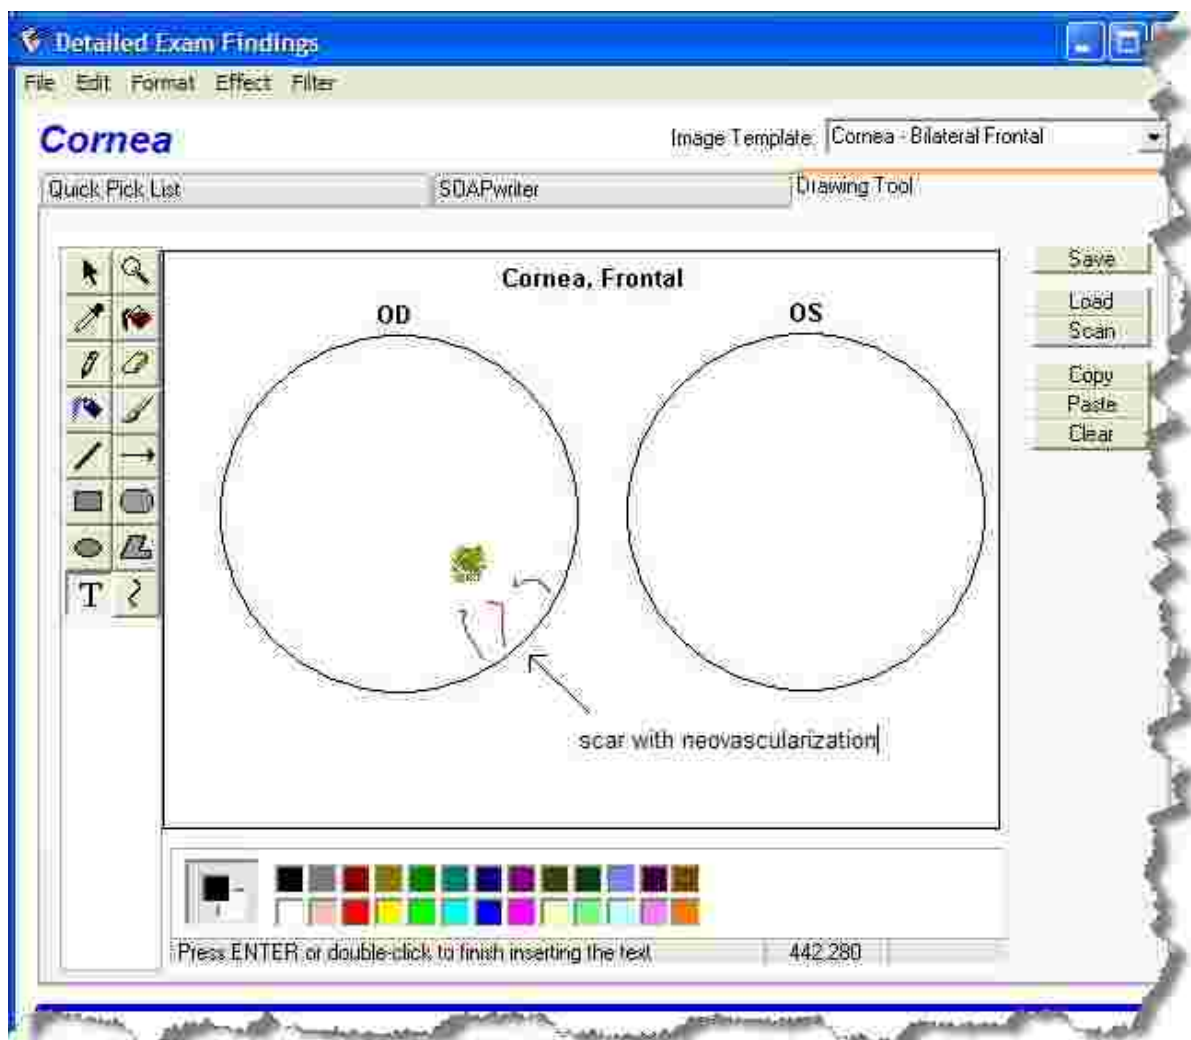 Detailed Exam Findings
File Edit Format Effect Filter
Cornea
Image Template: Cornea - Bilateral Frontal
Quick Pick List SOAPwriter Drawing Tool
Save
Cornea, Frontal
OD OS
Load
Scan
Copy
Paste
Clear
T
scar with neovascularization
Press ENTER or double-click to finish inserting the text 442,280